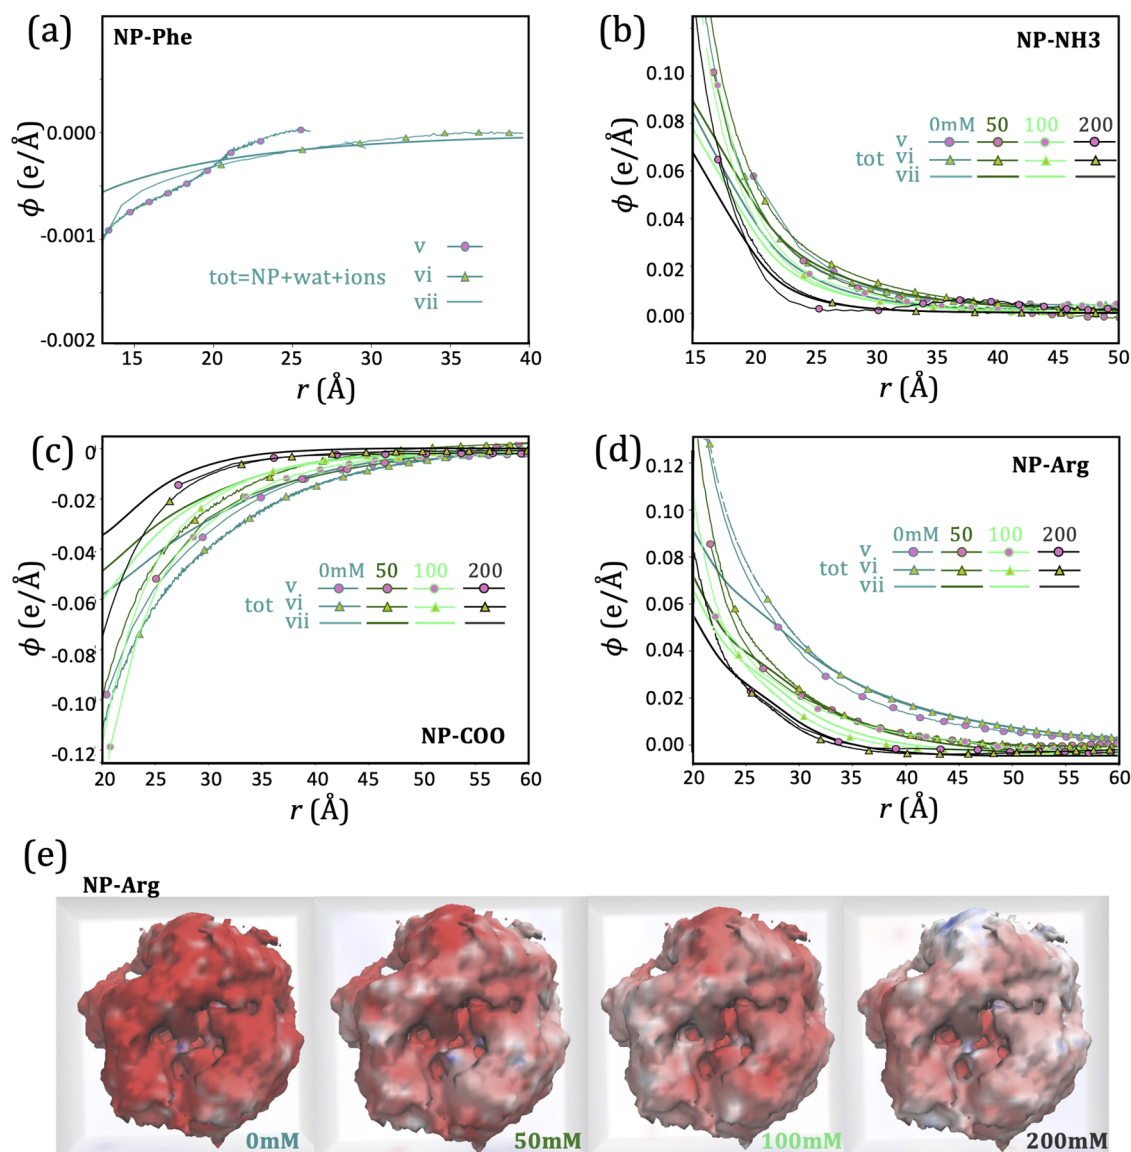 (a)
NP-Phe
0.000
-0.001
-0.002
ϕ (e/Å)
v
tot=NP+wat+ions vi
vii
15 20 25 30 35 40
r (Å)
(b)
NP-NH3
0.10
0.08
0.06
0.04
0.02
0.00
ϕ (e/Å)
0mM 50 100 200
v
tot vi
vii
15 20 25 30 35 40 45 50
r (Å)
(c)
0
-0.02
-0.04
-0.06
-0.08
-0.10
-0.12
ϕ (e/Å)
0mM 50 100 200
v
tot vi
vii
NP-COO
20 25 30 35 40 45 50 55 60
r (Å)
(d)
NP-Arg
0.12
0.10
0.08
0.06
0.04
0.02
0.00
ϕ (e/Å)
0mM 50 100 200
v
tot vi
vii
20 25 30 35 40 45 50 55 60
r (Å)
(e)
NP-Arg
0mM 50mM 100mM 200mM